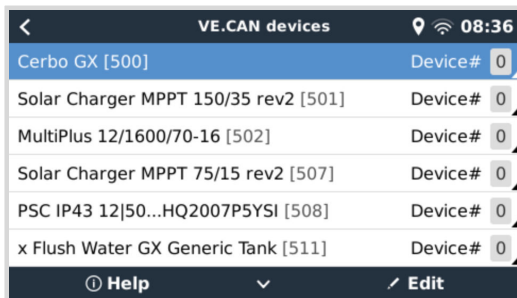 VE.CAN devices 08:36
Cerbo GX [500] Device# 0
Solar Charger MPPT 150/35 rev2 [501] Device# 0
MultiPlus 12/1600/70-16 [502] Device# 0
Solar Charger MPPT 75/15 rev2 [507] Device# 0
PSC IP43 12|50...HQ2007P5YSI [508] Device# 0
x Flush Water GX Generic Tank [511] Device# 0
Help Edit